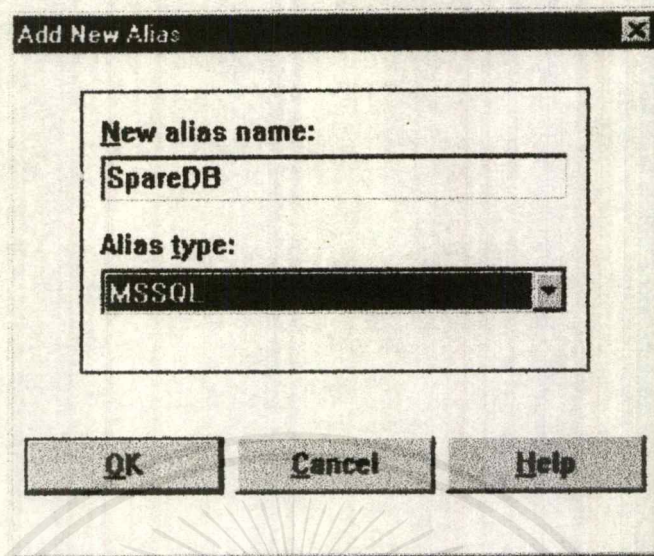 Add New Alias
New alias name:
SpareDB
Alias type:
MSSQL
OK
Cancel
Help